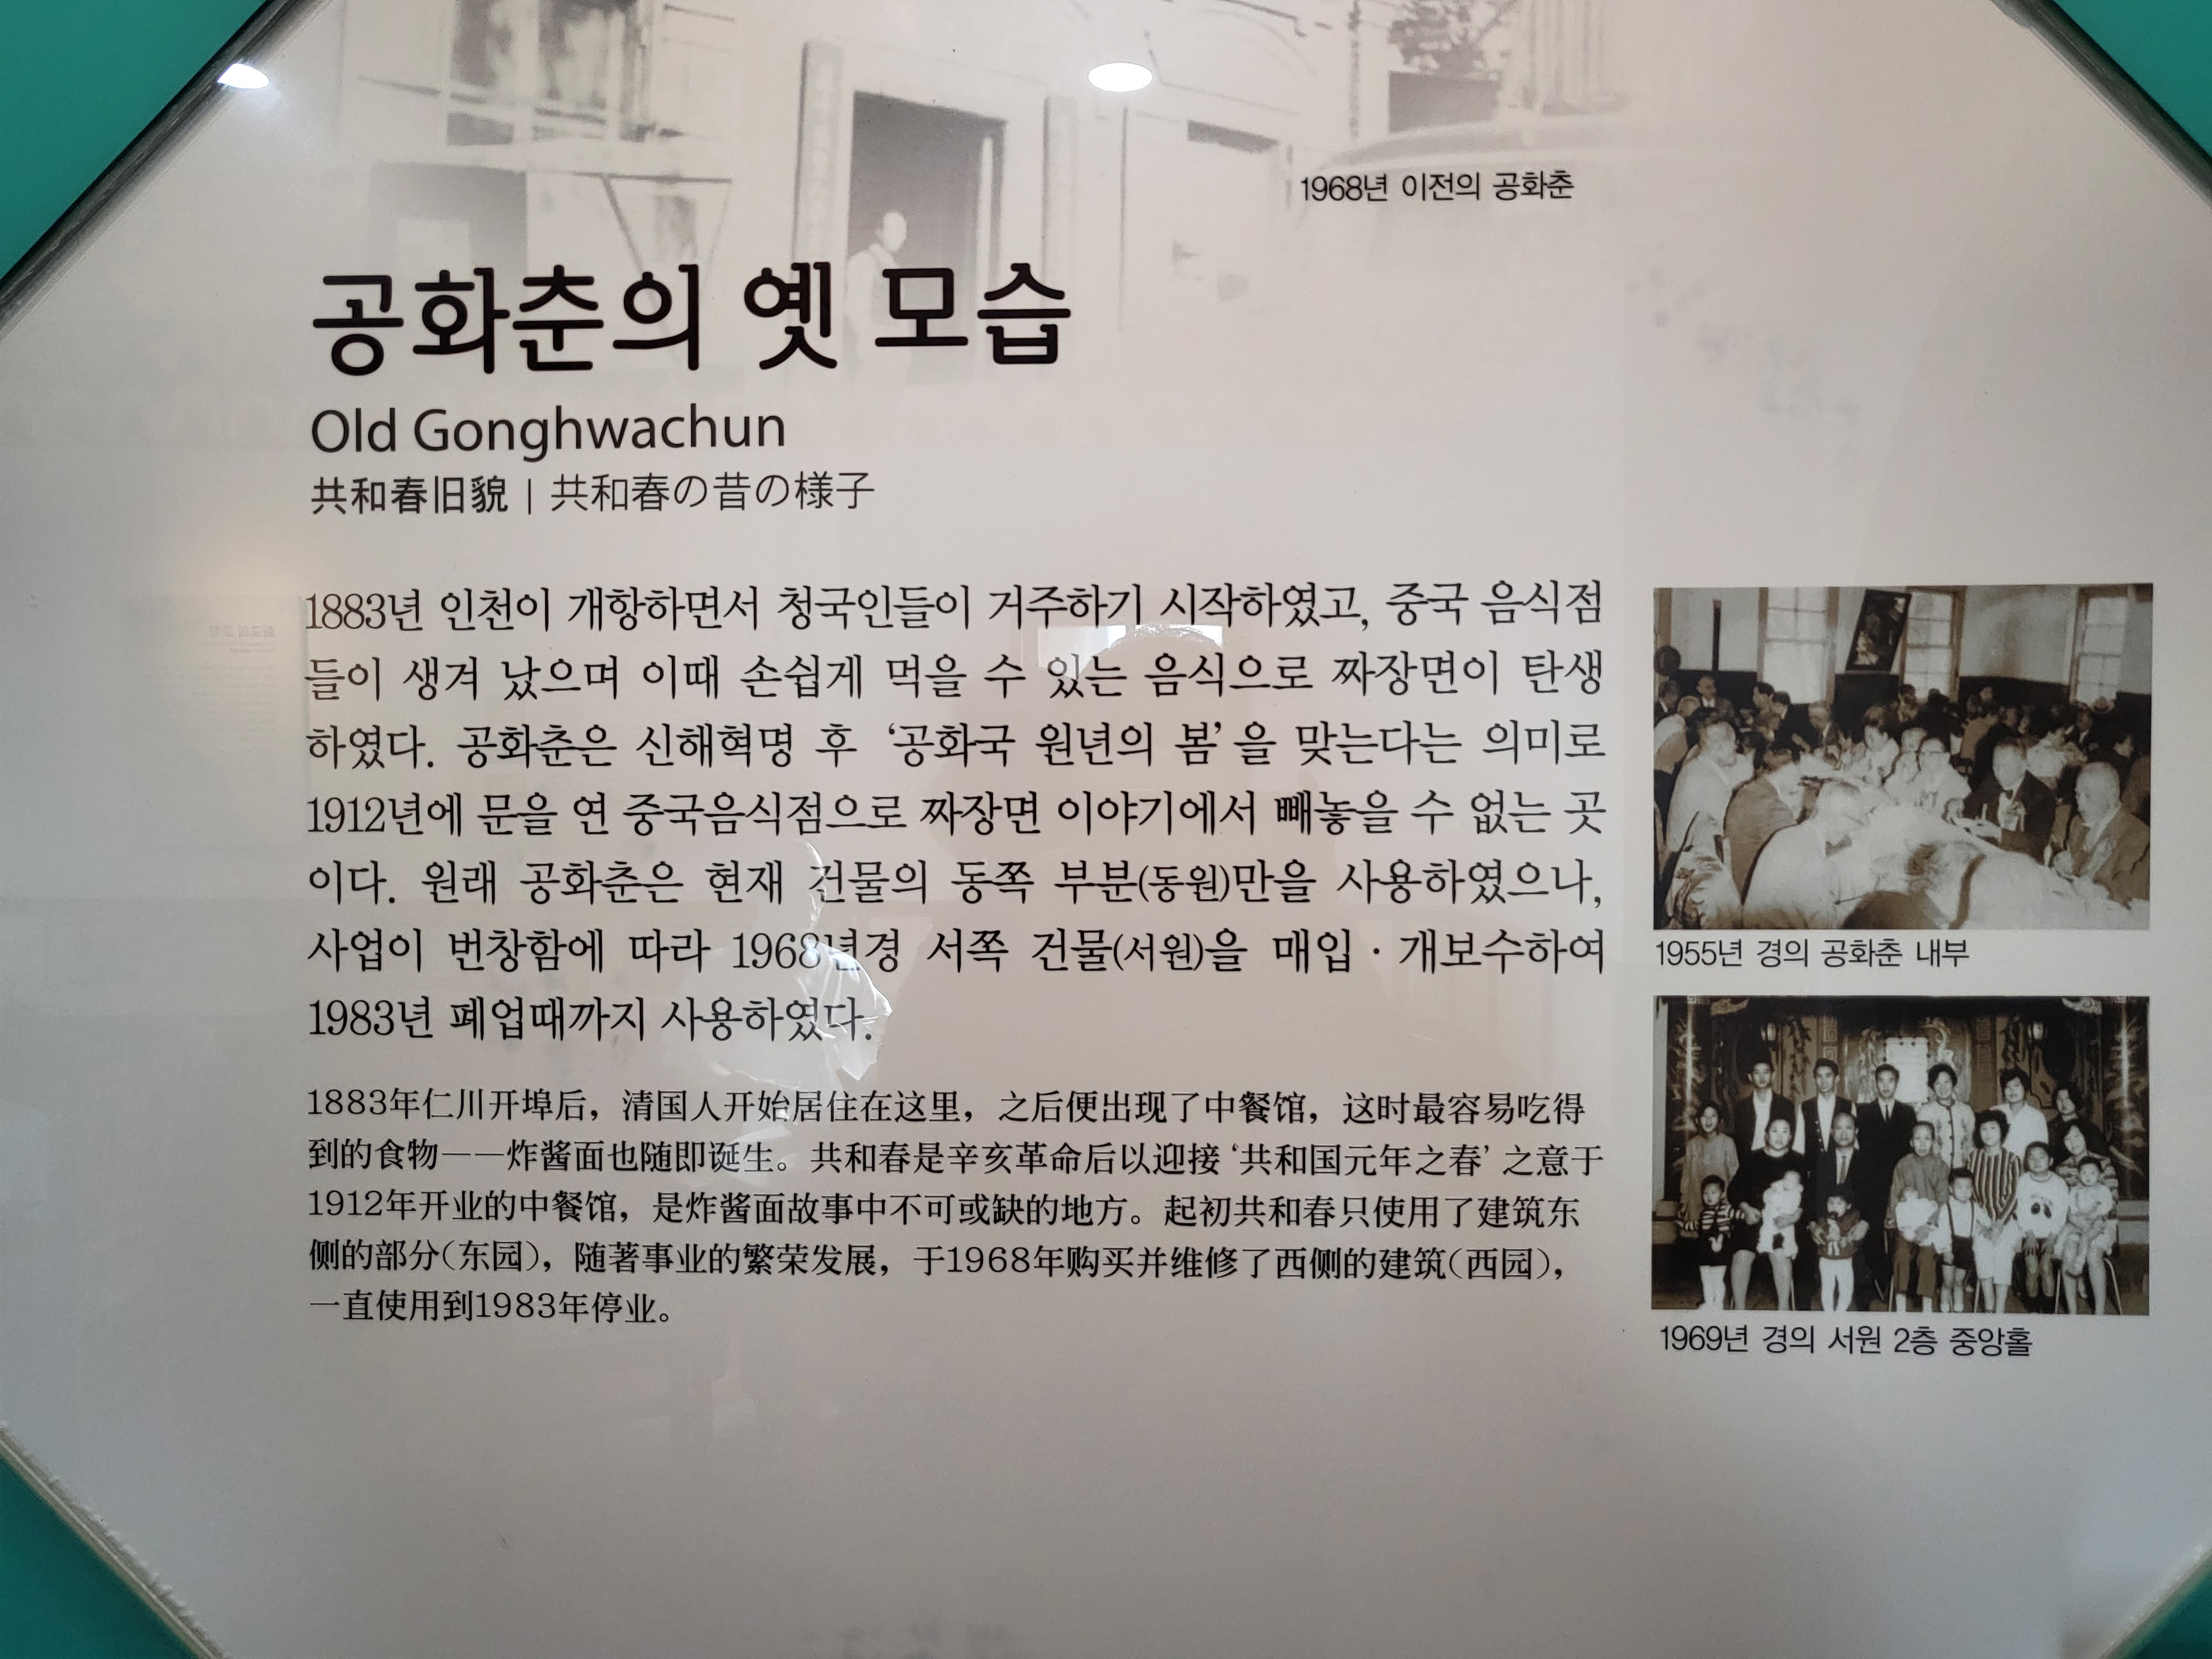 1968년 이전의 공화춘
공화춘의 옛 모습
Old Gonghwachun
共和春旧貌 | 共和春の昔の様子
1883년 인천이 개항하면서 청국인들이 거주하기 시작하였고, 중국 음식점
들이 생겨 났으며 이때 손쉽게 먹을 수 있는 음식으로 짜장면이 탄생
하였다. 공화춘은 신해혁명 후 ‘공화국 원년의 봄’을 맞는다는 의미로
1912년에 문을 연 중국음식점으로 짜장면 이야기에서 빼놓을 수 없는 곳
이다. 원래 공화춘은 현재 건물의 동쪽 부분(동원)만을 사용하였으나,
사업이 번창함에 따라 1968년경 서쪽 건물(서원)을 매입 · 개보수하여
1983년 폐업때까지 사용하였다.
1883年仁川开埠后，清国人开始居住在这里，之后便出现了中餐馆，这时最容易吃得
到的食物——炸酱面也随即诞生。共和春是辛亥革命后以迎接‘共和国元年之春’之意于
1912年开业的中餐馆，是炸酱面故事中不可或缺的地方。起初共和春只使用了建筑东
侧的部分(东园)，随著事业的繁荣发展，于1968年购买并维修了西侧的建筑(西园)，
一直使用到1983年停业。
1955년 경의 공화춘 내부
1969년 경의 서원 2층 중앙홀